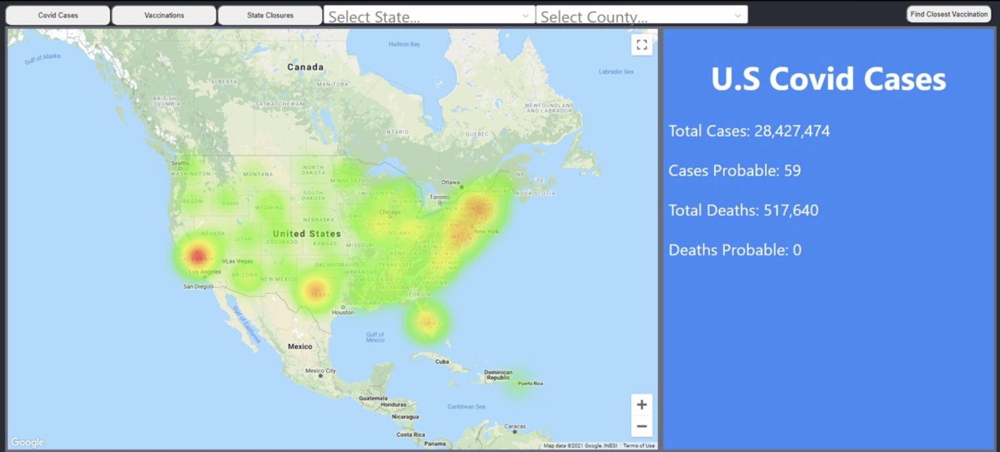 Covid Cases
Vaccinations
State Closures
Select State...
Select County...
Find Closest Vaccination
Hudson Bay
Gulf of Alaska
Canada
Labrador Sea
ALBERTA
MANITOBA
BRITISH
COLUMBIA
SASKATCHEWAN
NEWFOUNDLAND
AND LABRADOR
ONTARIO
QUEBEC
Seattle
WASHINGTON
MONTANA
NORTH
DAKOTA
MINNESOTA
Ottawa
NB
PE
NOVA SCOTIA
MAINE
OREGON
IDAHO
WYOMING
SOUTH
DAKOTA
WISCONSIN
MICHIGAN
Toronto
NEW YORK
NH
IOWA
Chicago
NEBRASKA
ILLINOIS
INDIANA
OHIO
PENN
New York
NEVADA
UTAH
United States
COLORADO
KANSAS
MISSOURI
WEST
VIRGINIA
VIRGINIA
KENTUCKY
CALIFORNIA
Las Vegas
Los Angeles
ARIZONA
NEW MEXICO
OKLAHOMA
ARKANSAS
TENNESSEE
NORTH
CAROLINA
SOUTH
CAROLINA
MISSISSIPPI
ALABAMA
GEORGIA
San Diego
TEXAS
LOUISIANA
Houston
FLORIDA
Gulf of California
Gulf of
Mexico
Mexico
Cuba
Mexico City
Dominican
Republic
Puerto Rico
Guatemala
Honduras
Caribbean Sea
Nicaragua
Costa Rica
Caracas
Panama
Google
Map data ©2021 Google, INEGI
Terms of Use
U.S Covid Cases
Total Cases: 28,427,474
Cases Probable: 59
Total Deaths: 517,640
Deaths Probable: 0